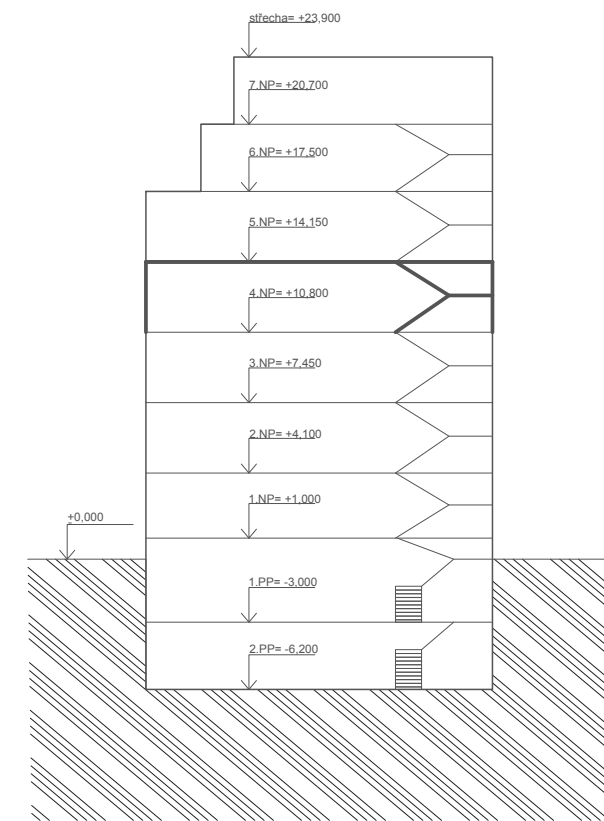 střecha= +23,900
7.NP= +20,700
6.NP= +17,500
5.NP= +14,150
4.NP= +10,800
3.NP= +7,450
2.NP= +4,100
1.NP= +1,000
+0,000
1.PP= -3,000
2.PP= -6,200